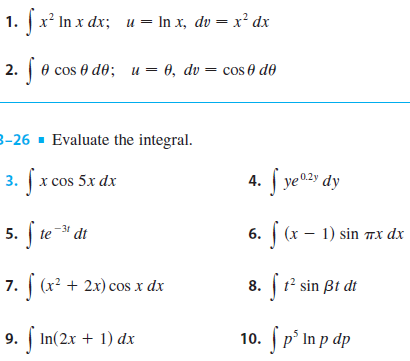 1. ∫ x² ln x dx; u = ln x, dv = x² dx
2. ∫ θ cos θ dθ; u = θ, dv = cos θ dθ
3–26 ■ Evaluate the integral.
3. ∫ x cos 5x dx 4. ∫ ye^0.2y dy
5. ∫ te^−3t dt 6. ∫ (x − 1) sin πx dx
7. ∫ (x² + 2x) cos x dx 8. ∫ t² sin βt dt
9. ∫ ln(2x + 1) dx 10. ∫ p⁵ ln p dp